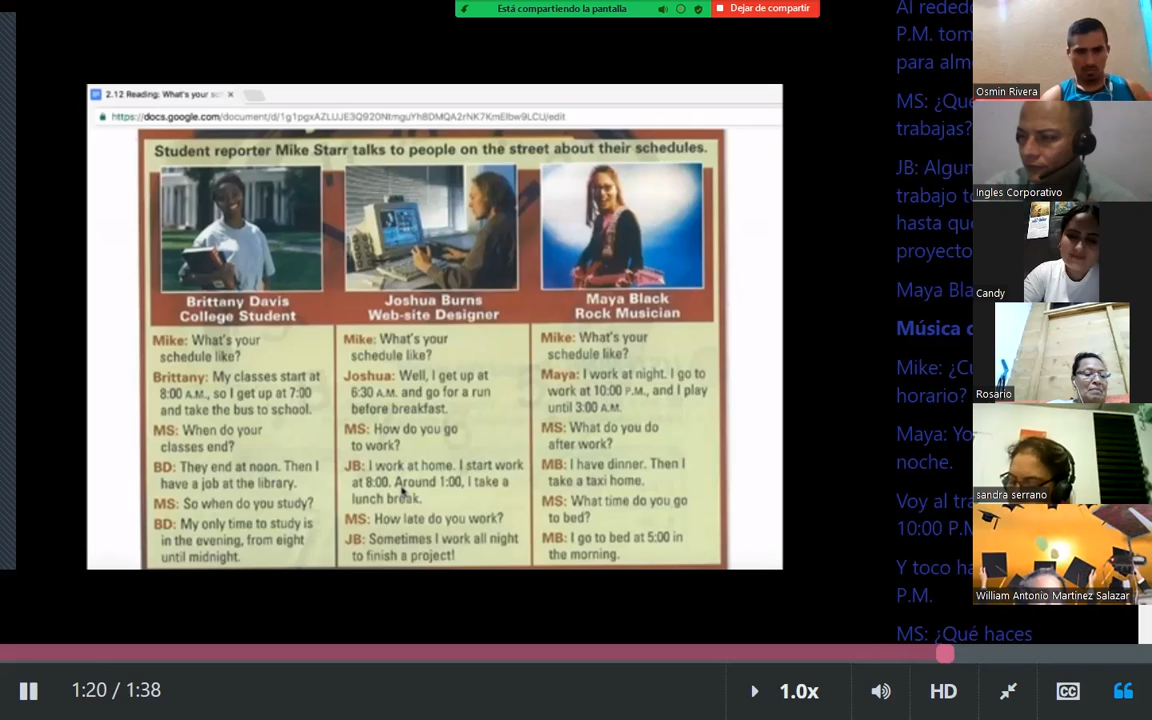 Está compartiendo la pantalla
Dejar de compartir
2.12 Reading: What's your
https://docs.google.com/document/d/1g1pgxAZLUJE3Q920NtmguYh8DMQA2rNK7KmElbw9LCU/edit
Student reporter Mike Starr talks to people on the street about their schedules.
Brittany Davis
College Student
Mike: What's your
schedule like?
Brittany: My classes start at
8:00 A.M., so I get up at 7:00
and take the bus to school.
MS: When do your
classes end?
BD: They end at noon. Then I
have a job at the library.
MS: So when do you study?
BD: My only time to study is
in the evening, from eight
until midnight.
Joshua Burns
Web-site Designer
Mike: What's your
schedule like?
Joshua: Well, I get up at
6:30 A.M. and go for a run
before breakfast.
MS: How do you go
to work?
JB: I work at home. I start work
at 8:00. Around 1:00, I take a
lunch break.
MS: How late do you work?
JB: Sometimes I work all night
to finish a project!
Maya Black
Rock Musician
Mike: What's your
schedule like?
Maya: I work at night. I go to
work at 10:00 P.M., and I play
until 3:00 A.M.
MS: What do you do
after work?
MB: I have dinner. Then I
take a taxi home.
MS: What time do you go
to bed?
MB: I go to bed at 5:00 in
the morning.
Al reded
P.M. tom
para alm
MS: ¿Qué
trabajas?
JB: Algun
trabajo to
hasta que
proyecto
Maya Bla
Música d
Mike: ¿Cu
horario?
Maya: Yo
noche.
Voy al tra
10:00 P.M
Y toco ha
P.M.
MS: ¿Qué haces
Osmin Rivera
Ingles Corporativo
Candy
Rosario
sandra serrano
William Antonio Martinez Salazar
1:20 / 1:38
1.0x
HD
CC